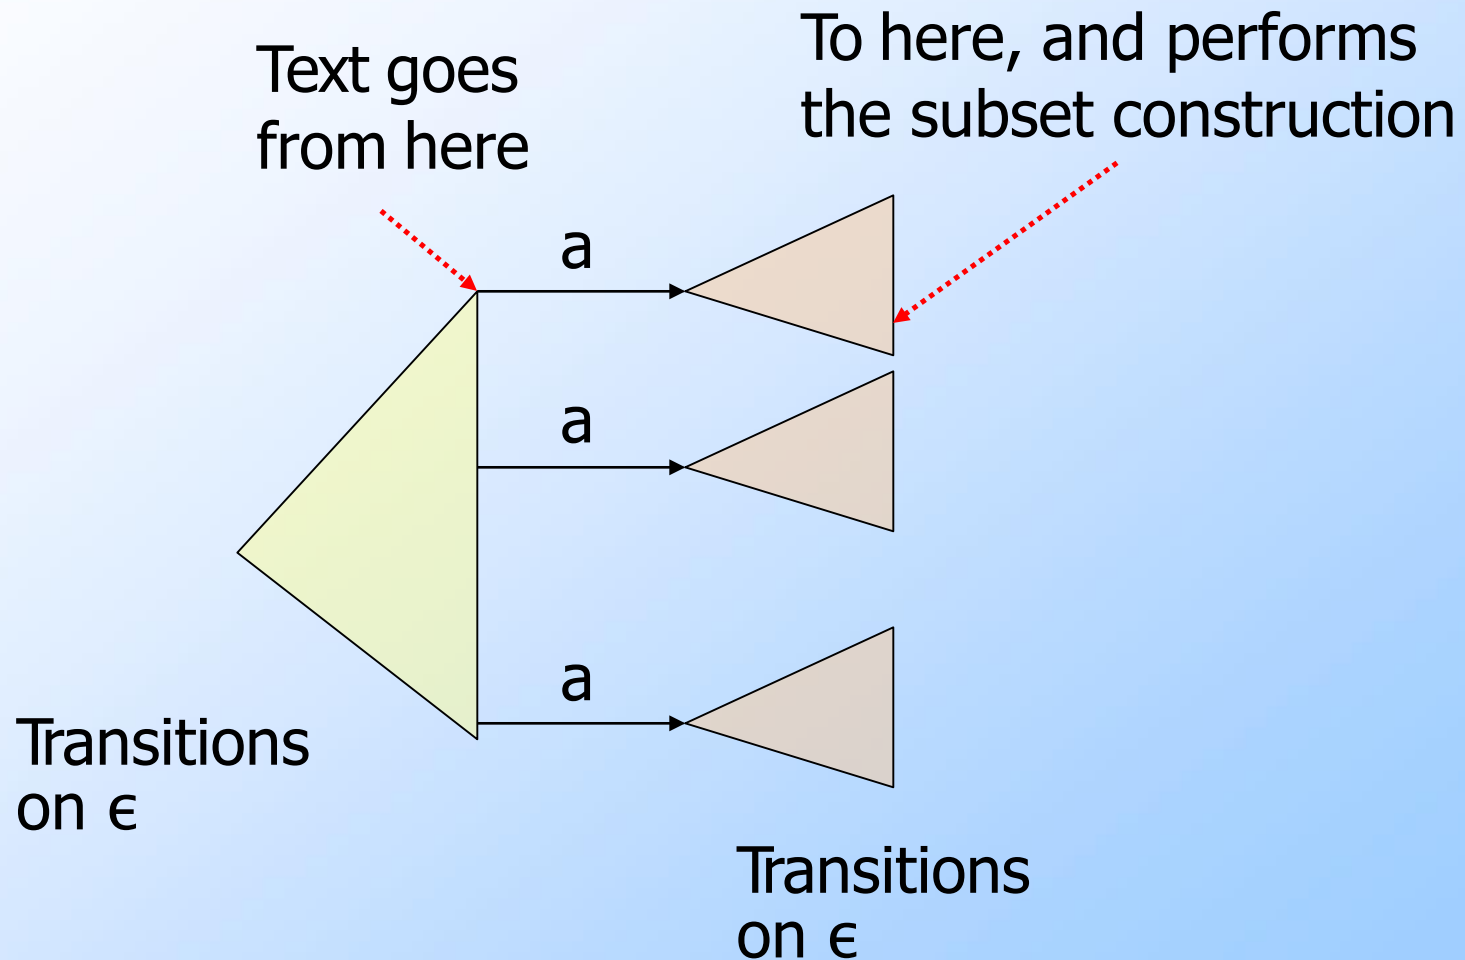 Text goes
from here
To here, and performs
the subset construction
a
a
a
Transitions
on ϵ
Transitions
on ϵ